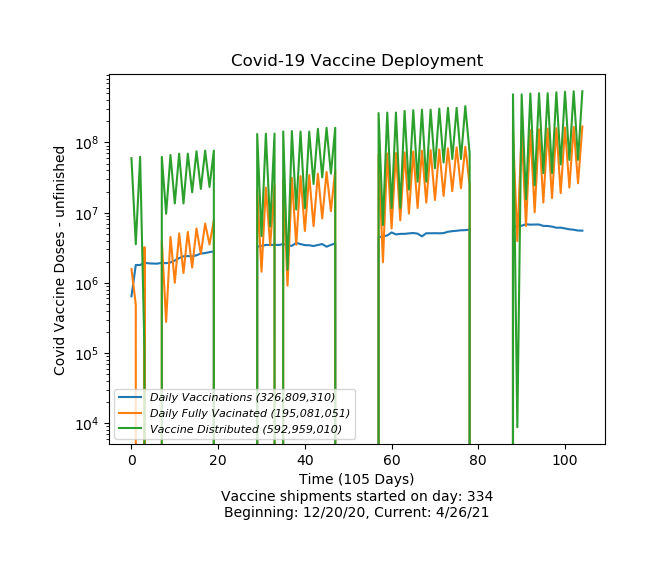 Covid-19 Vaccine Deployment
Covid Vaccine Doses - unfinished
10^8
10^7
10^6
10^5
10^4
Daily Vaccinations (326,809,310)
Daily Fully Vacinated (195,081,051)
Vaccine Distributed (592,959,010)
0 20 40 60 80 100
Time (105 Days)
Vaccine shipments started on day: 334
Beginning: 12/20/20, Current: 4/26/21